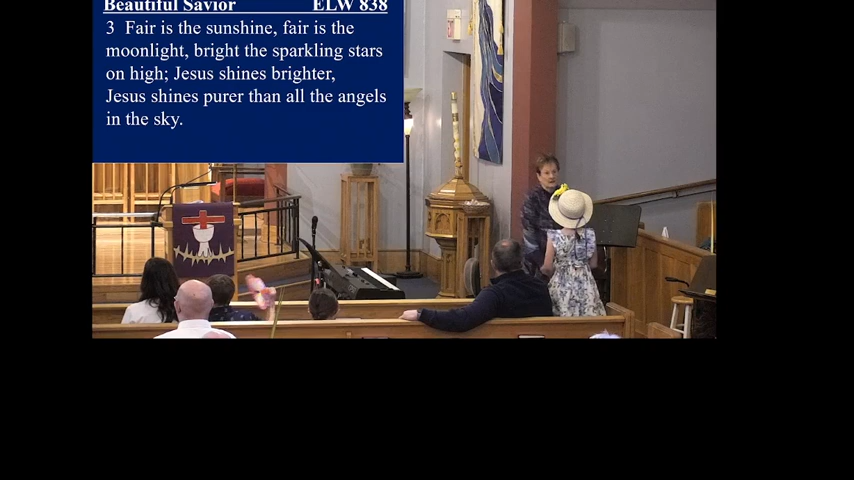 Beautiful Savior ELW 838
3 Fair is the sunshine, fair is the
moonlight, bright the sparkling stars
on high; Jesus shines brighter,
Jesus shines purer than all the angels
in the sky.